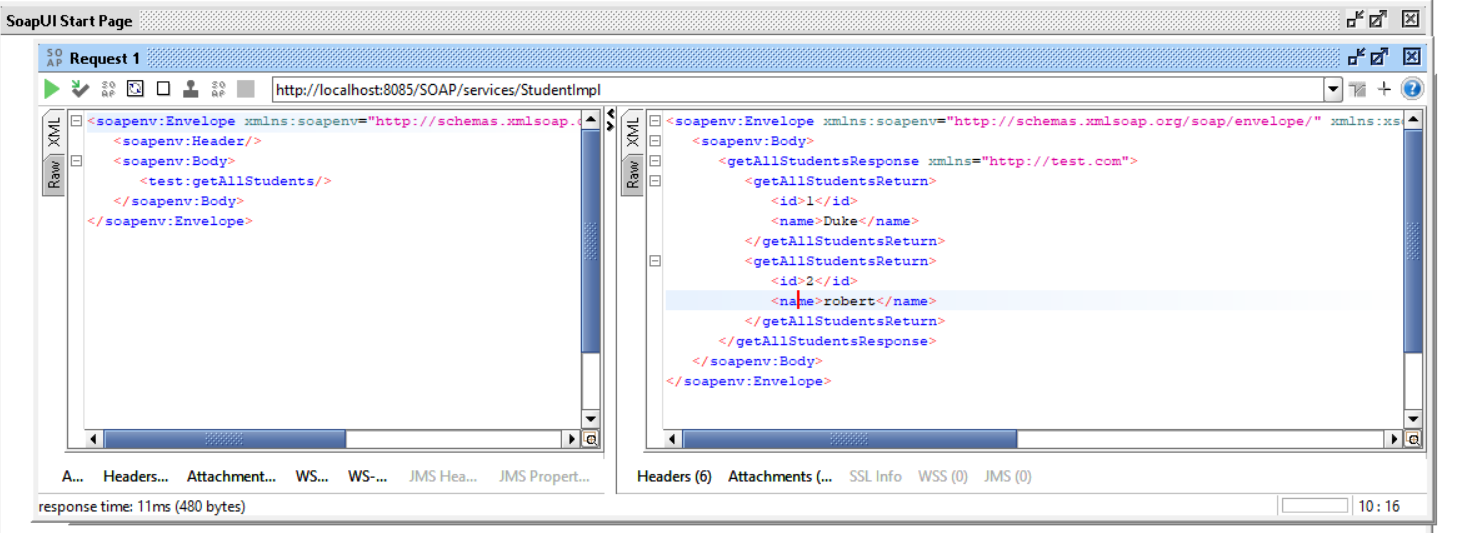 SoapUI Start Page
SOAP Request 1
http://localhost:8085/SOAP/services/StudentImpl
XML
Raw
<soapenv:Envelope xmlns:soapenv="http://schemas.xmlsoap.
<soapenv:Header/>
<soapenv:Body>
<test:getAllStudents/>
</soapenv:Body>
</soapenv:Envelope>
XML
Raw
<soapenv:Envelope xmlns:soapenv="http://schemas.xmlsoap.org/soap/envelope/" xmlns:xs
<soapenv:Body>
<getAllStudentsResponse xmlns="http://test.com">
<getAllStudentsReturn>
<id>1</id>
<name>Duke</name>
</getAllStudentsReturn>
<getAllStudentsReturn>
<id>2</id>
<name>robert</name>
</getAllStudentsReturn>
</getAllStudentsResponse>
</soapenv:Body>
</soapenv:Envelope>
A... Headers... Attachment... WS... WS-... JMS Hea... JMS Propert...
Headers (6) Attachments (... SSL Info WSS (0) JMS (0)
response time: 11ms (480 bytes)
10 : 16